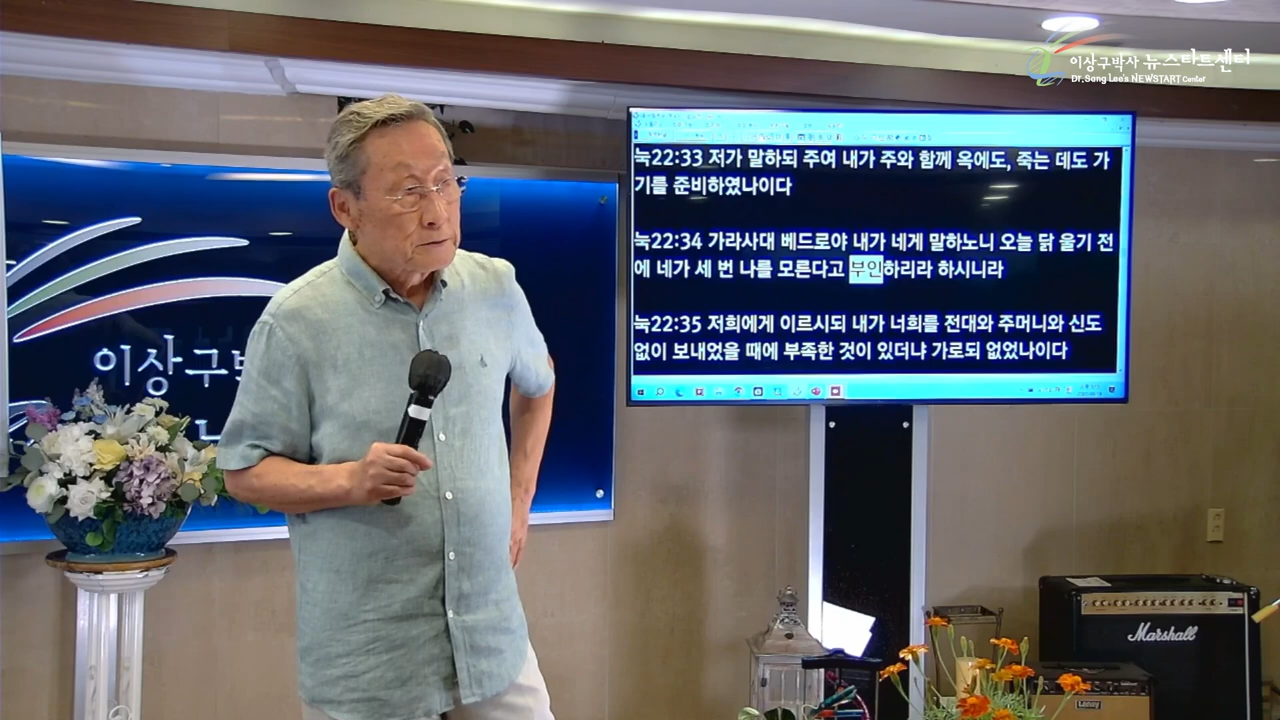 이상구박사 뉴스타트센터
Dr. Sang Lee's NEWSTART Center
눅22:33 저가 말하되 주여 내가 주와 함께 옥에도, 죽는 데도 가
기를 준비하였나이다
눅22:34 가라사대 베드로야 내가 네게 말하노니 오늘 닭 울기 전
에 네가 세 번 나를 모른다고 부인하리라 하시니라
눅22:35 저희에게 이르시되 내가 너희를 전대와 주머니와 신도
없이 보내었을 때에 부족한 것이 있더냐 가로되 없었나이다
이상구
Marshall
Laney